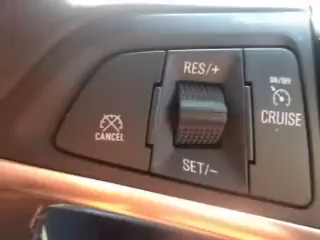 RES/+
ON/OFF
CANCEL
CRUISE
SET/−